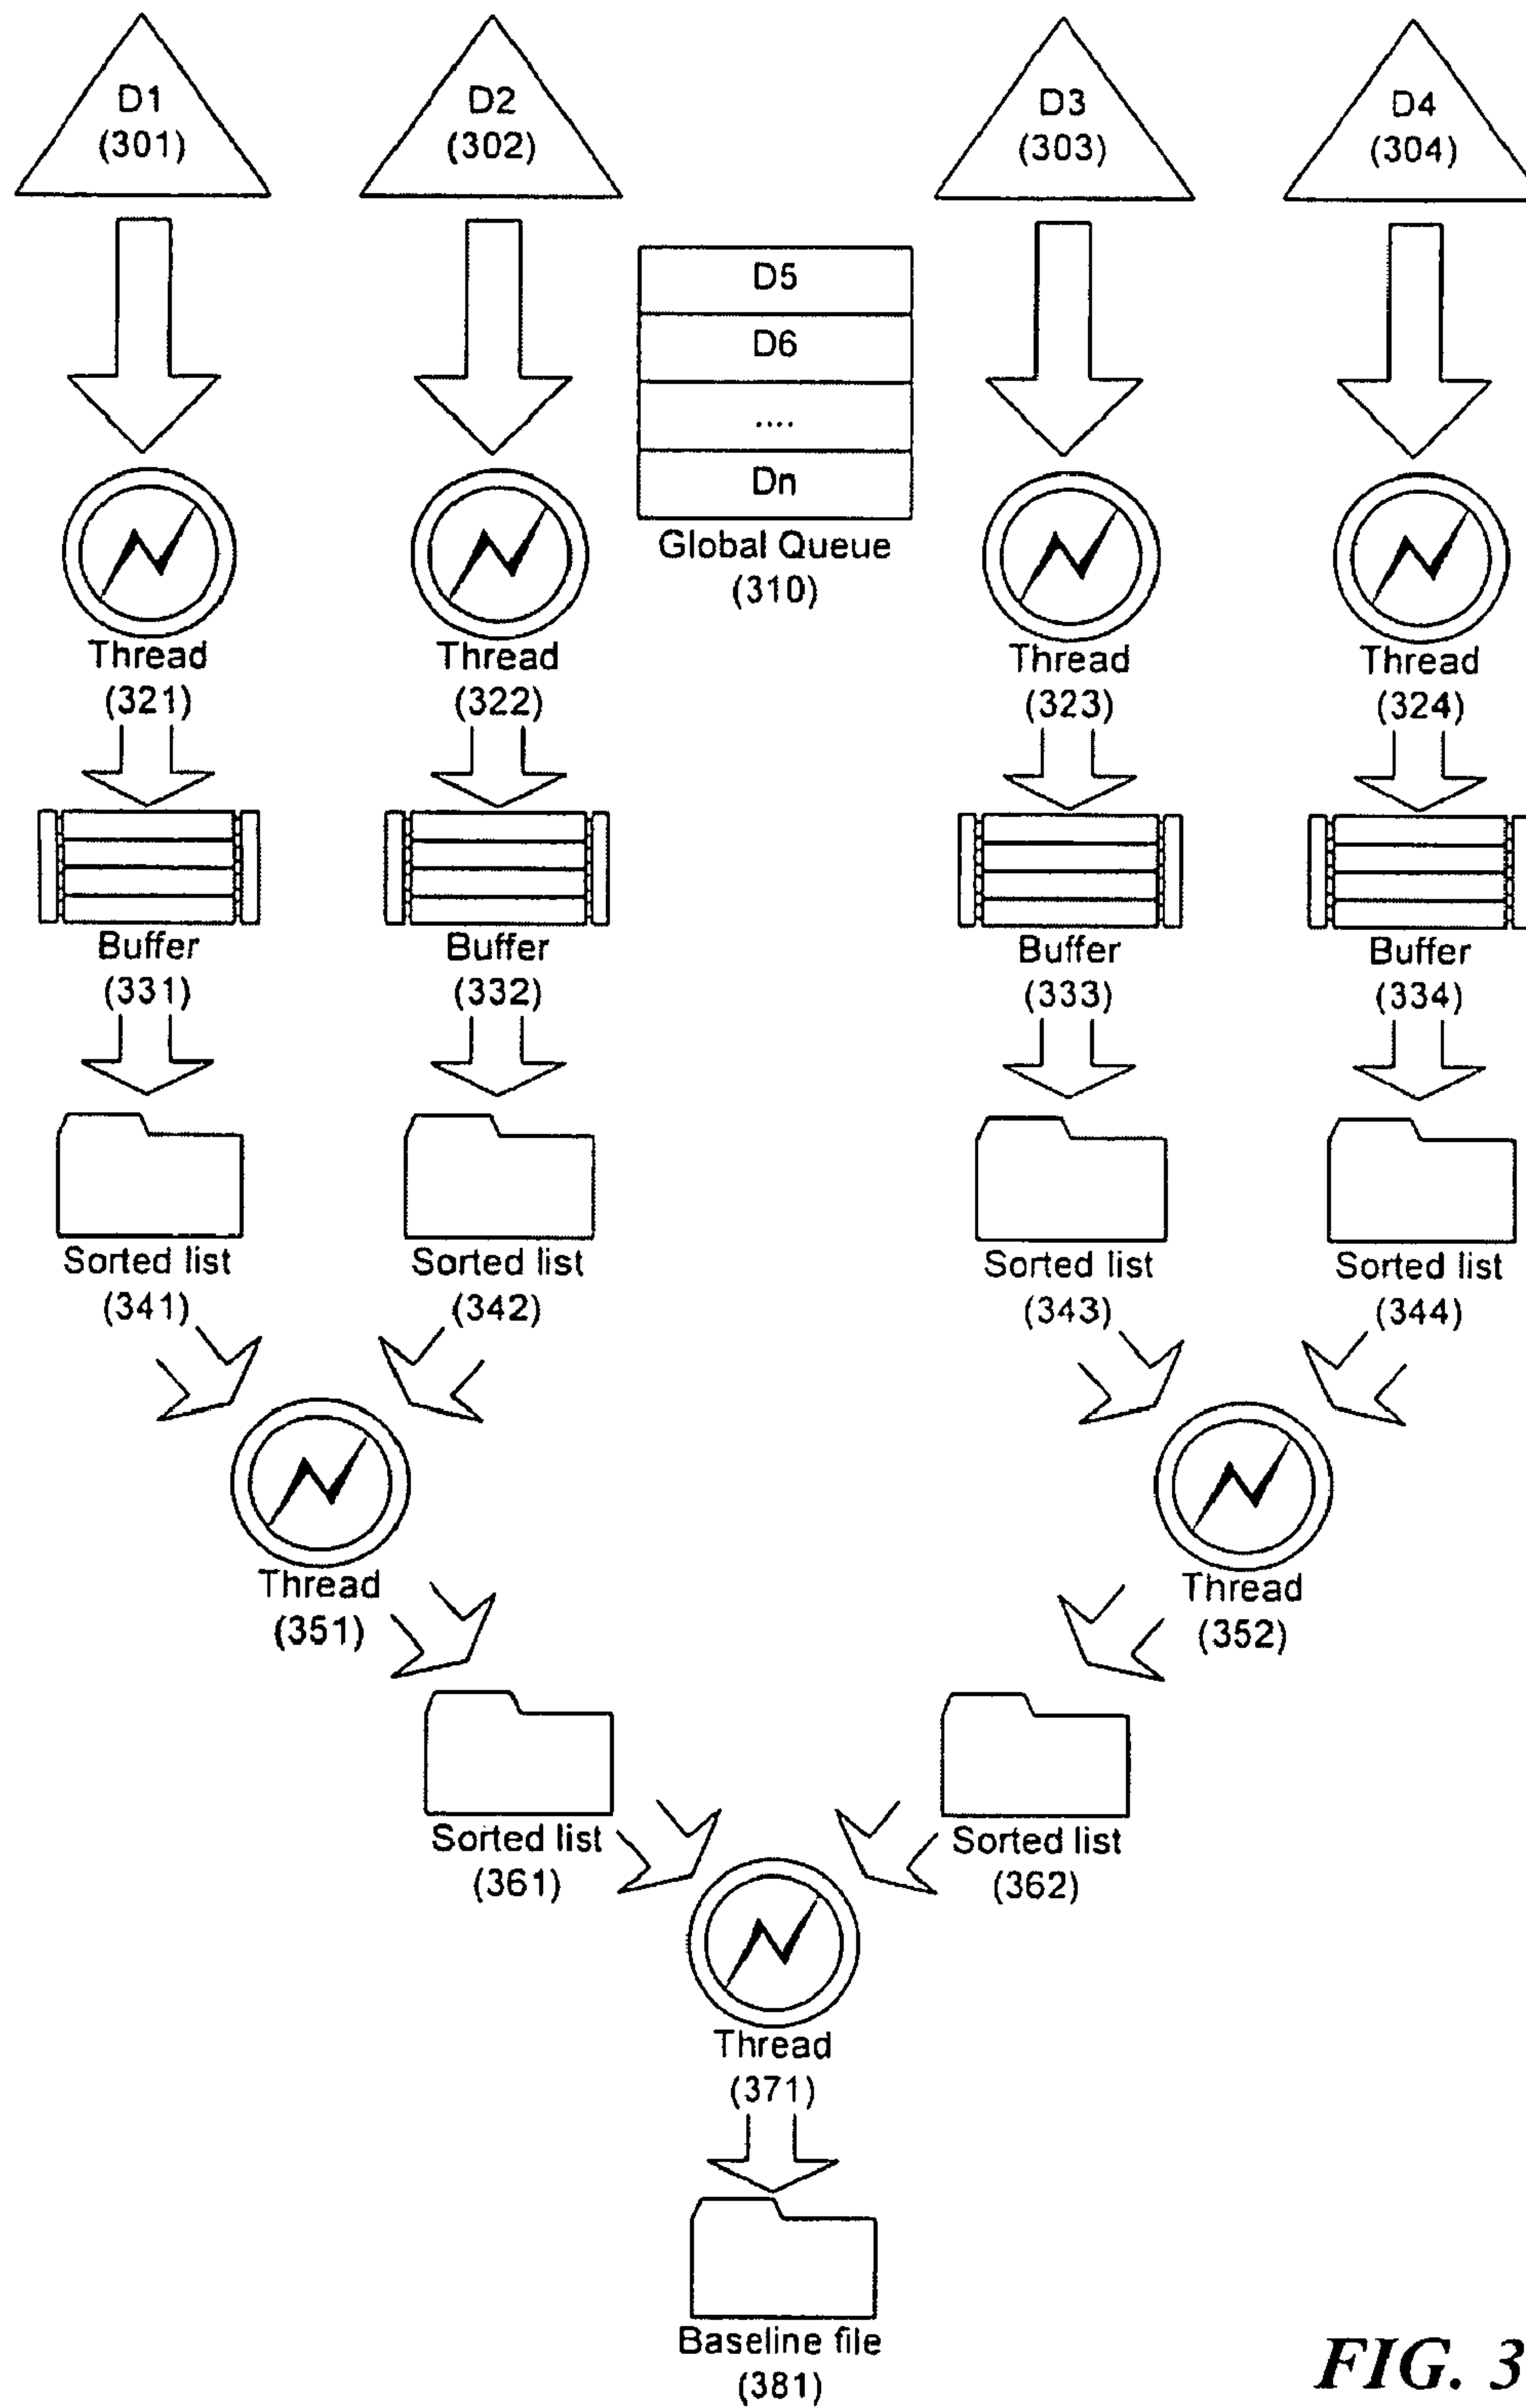 D1
(301)
D2
(302)
D3
(303)
D4
(304)
D5
D6
....
Dn
Global Queue
(310)
Thread
(321)
Thread
(322)
Thread
(323)
Thread
(324)
Buffer
(331)
Buffer
(332)
Buffer
(333)
Buffer
(334)
Sorted list
(341)
Sorted list
(342)
Sorted list
(343)
Sorted list
(344)
Thread
(351)
Thread
(352)
Sorted list
(361)
Sorted list
(362)
Thread
(371)
Baseline file
(381)
FIG. 3